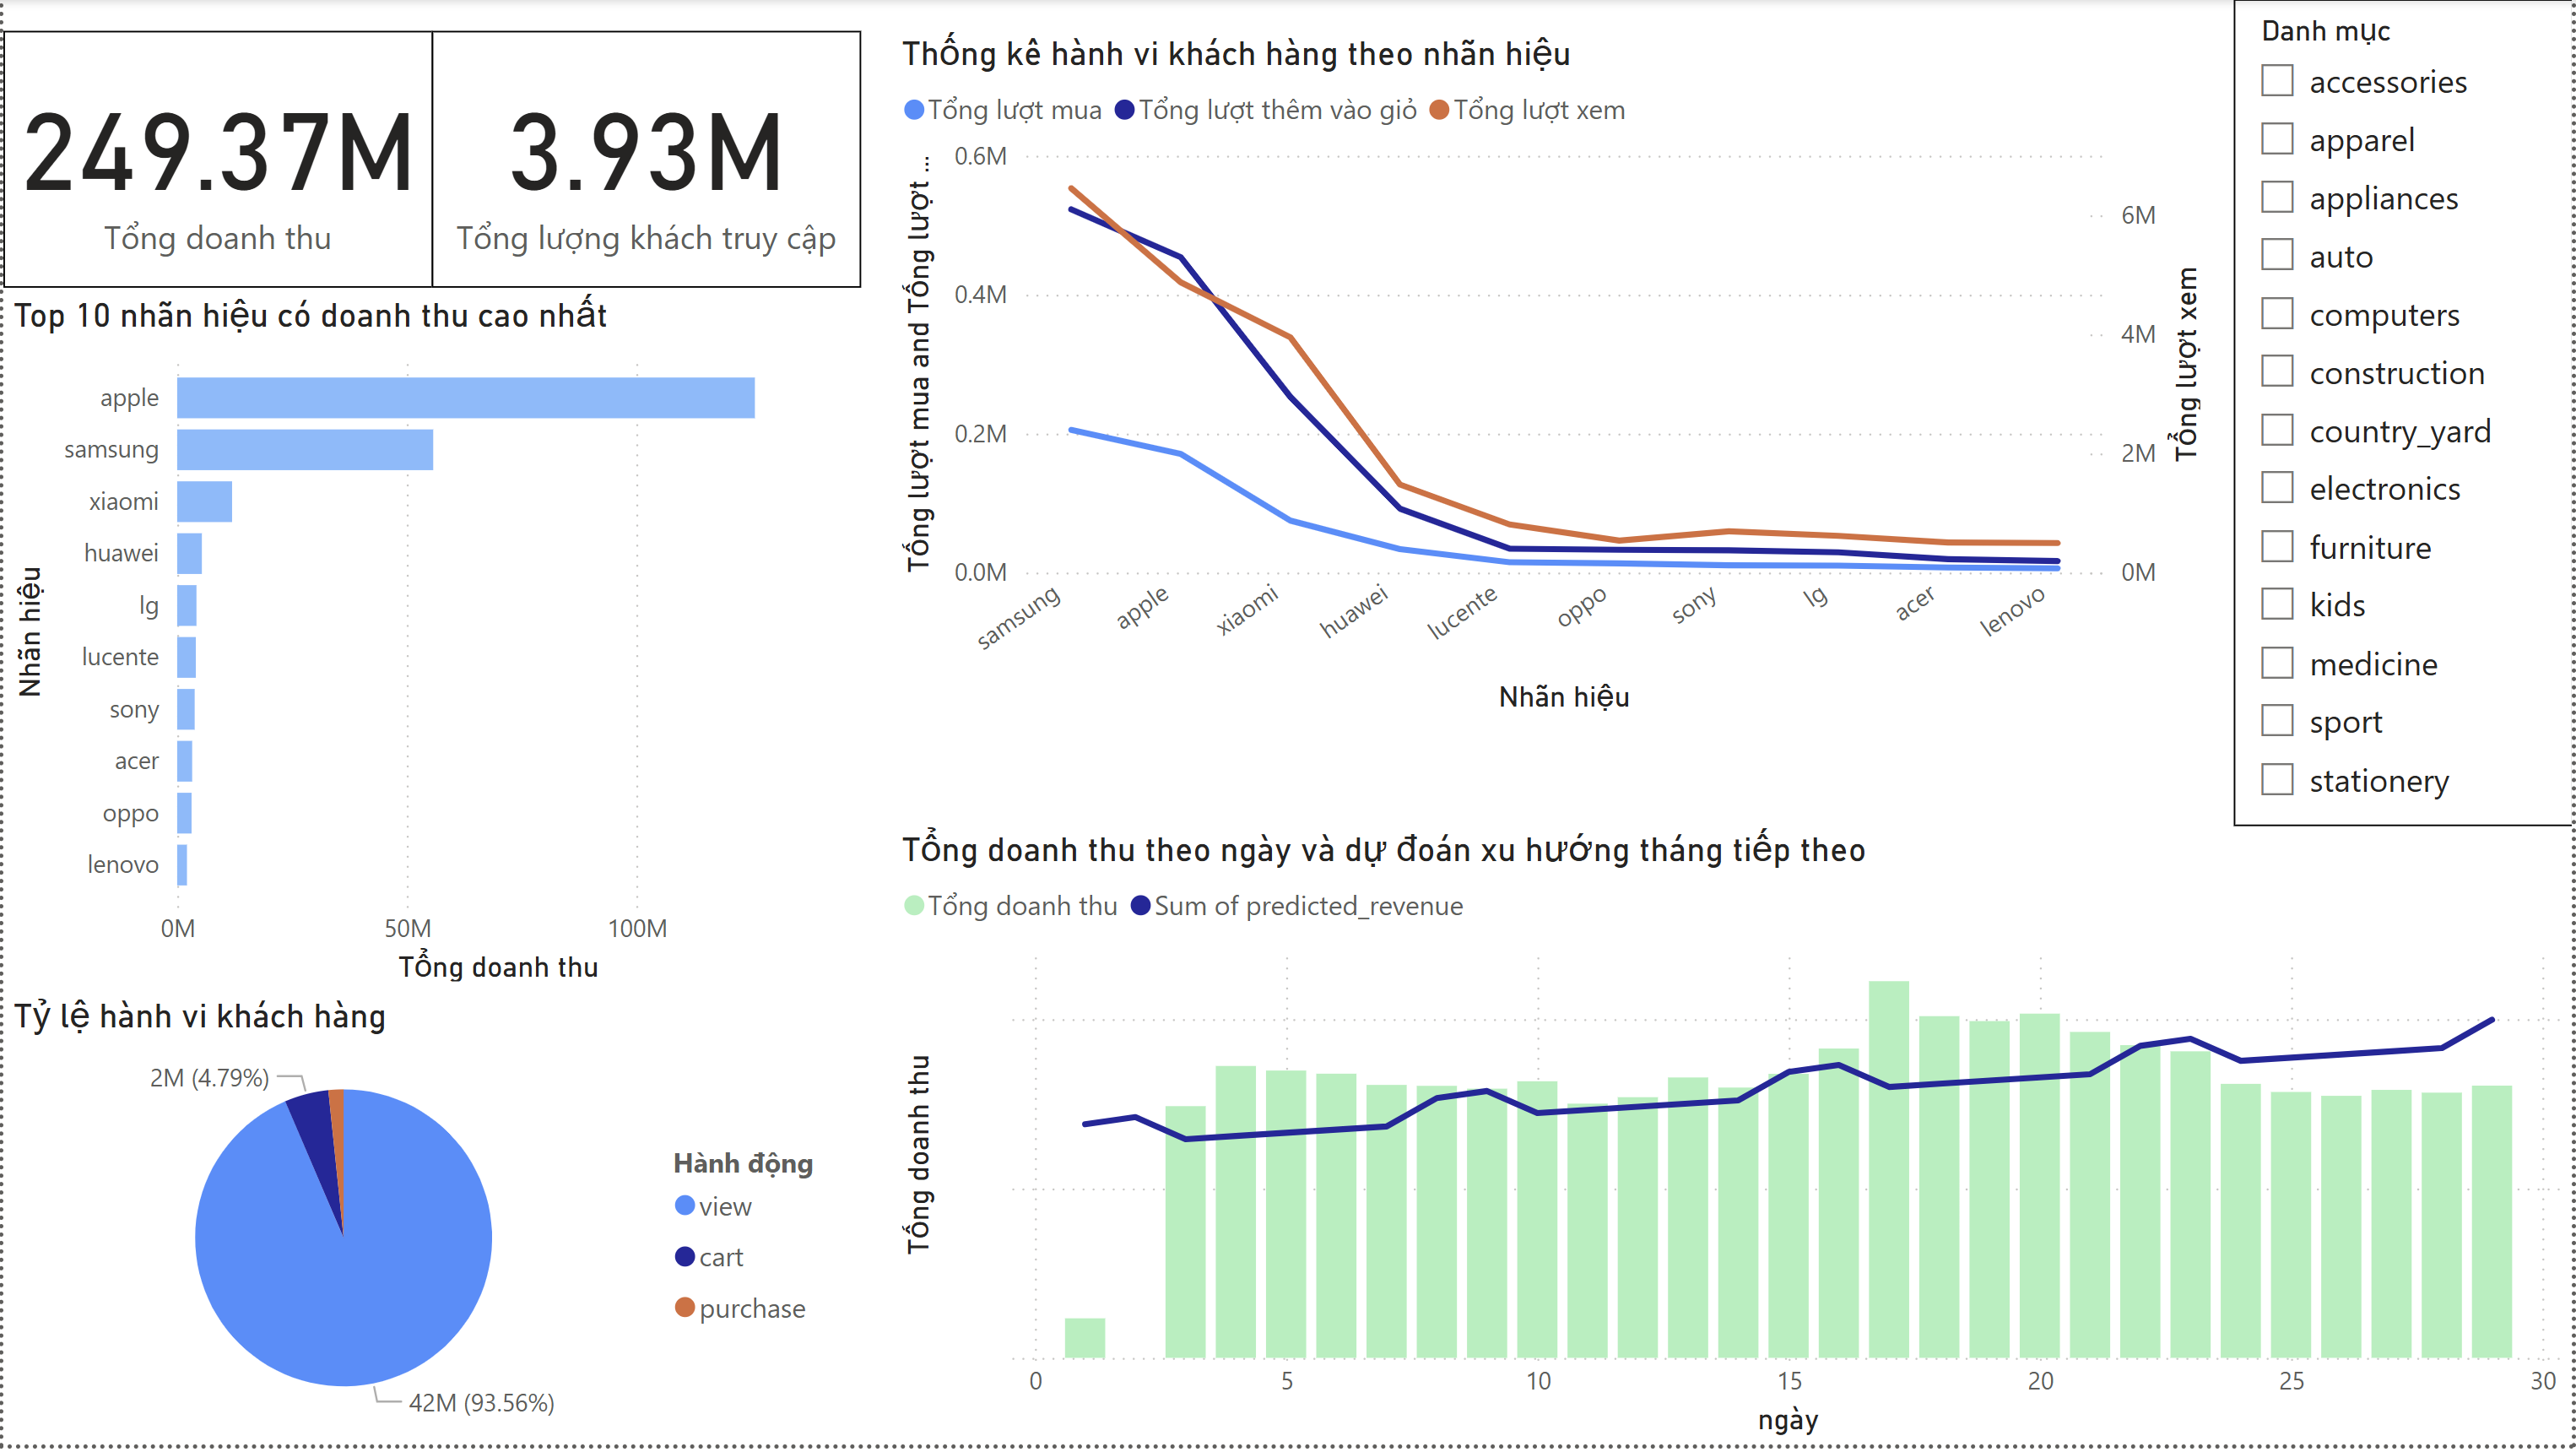 249.37M
Tổng doanh thu
3.93M
Tổng lượng khách truy cập
Top 10 nhãn hiệu có doanh thu cao nhất
Nhãn hiệu
apple
samsung
xiaomi
huawei
lg
lucente
sony
acer
oppo
lenovo
0M
50M
100M
Tổng doanh thu
Tỷ lệ hành vi khách hàng
2M (4.79%)
42M (93.56%)
Hành động
view
cart
purchase
Thống kê hành vi khách hàng theo nhãn hiệu
Tổng lượt mua
Tổng lượt thêm vào giỏ
Tổng lượt xem
Tổng lượt mua and Tổng lượt ...
0.6M
0.4M
0.2M
0.0M
6M
4M
2M
0M
Tổng lượt xem
samsung
apple
xiaomi
huawei
lucente
oppo
sony
lg
acer
lenovo
Nhãn hiệu
Tổng doanh thu theo ngày và dự đoán xu hướng tháng tiếp theo
Tổng doanh thu
Sum of predicted_revenue
Tổng doanh thu
0
5
10
15
20
25
30
ngày
Danh mục
accessories
apparel
appliances
auto
computers
construction
country_yard
electronics
furniture
kids
medicine
sport
stationery